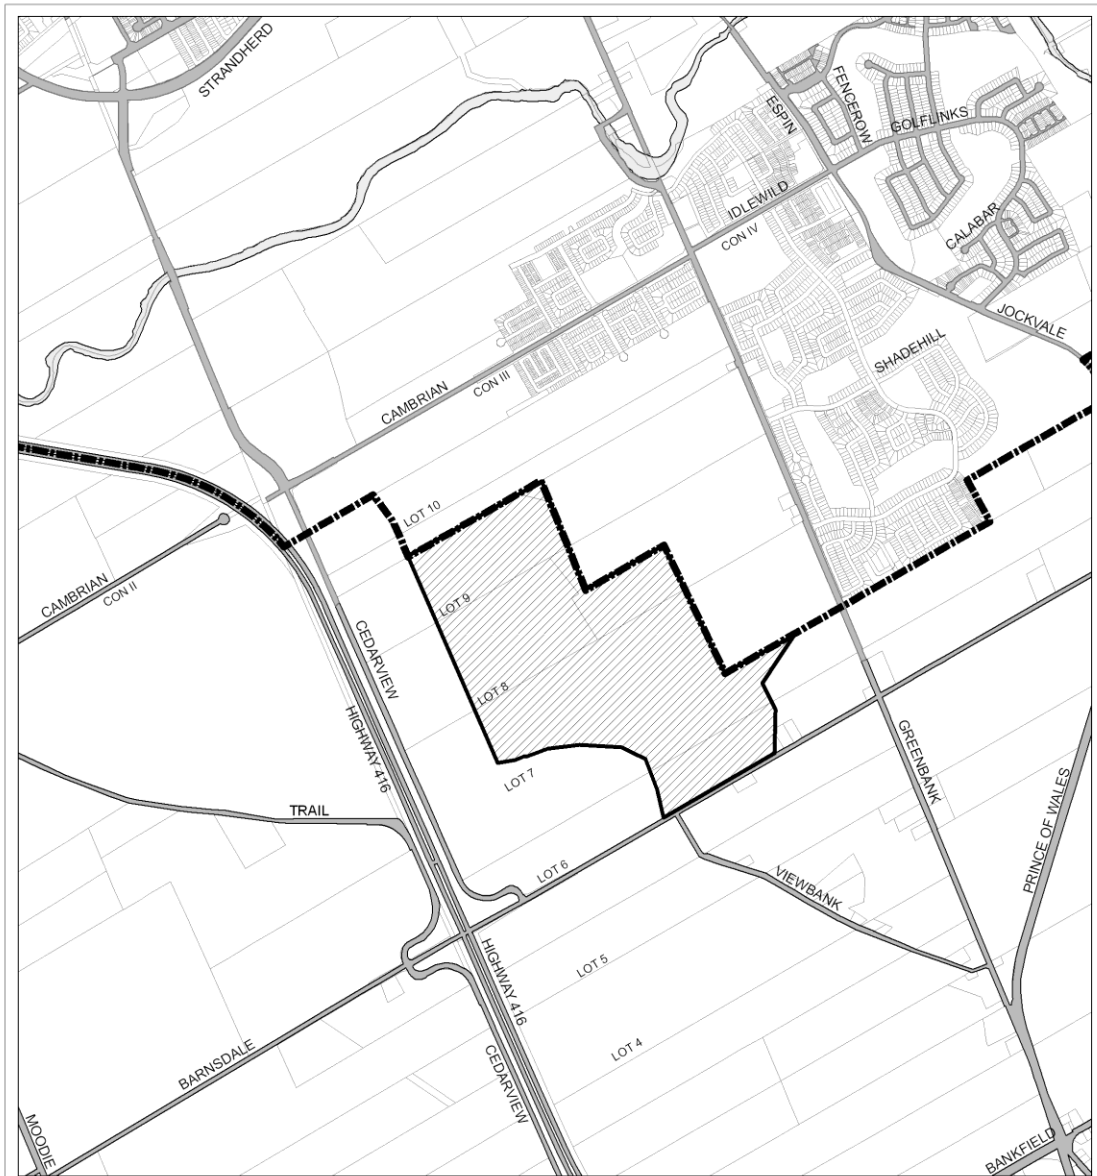 STRANDHERD
ESPIN
FENCEROW
GOLFLINKS
IDLEWILD
CON IV
CALABAR
JOCKVALE
SHADEHILL
CAMBRIAN
CON III
LOT 10
CAMBRIAN
CON II
LOT 9
CEDARVIEW
LOT 8
HIGHWAY 416
LOT 7
GREENBANK
PRINCE OF WALES
TRAIL
LOT 6
VIEWBANK
HIGHWAY 416
LOT 5
CEDARVIEW
LOT 4
BARNSDALE
MOODIE
BANKFIELD